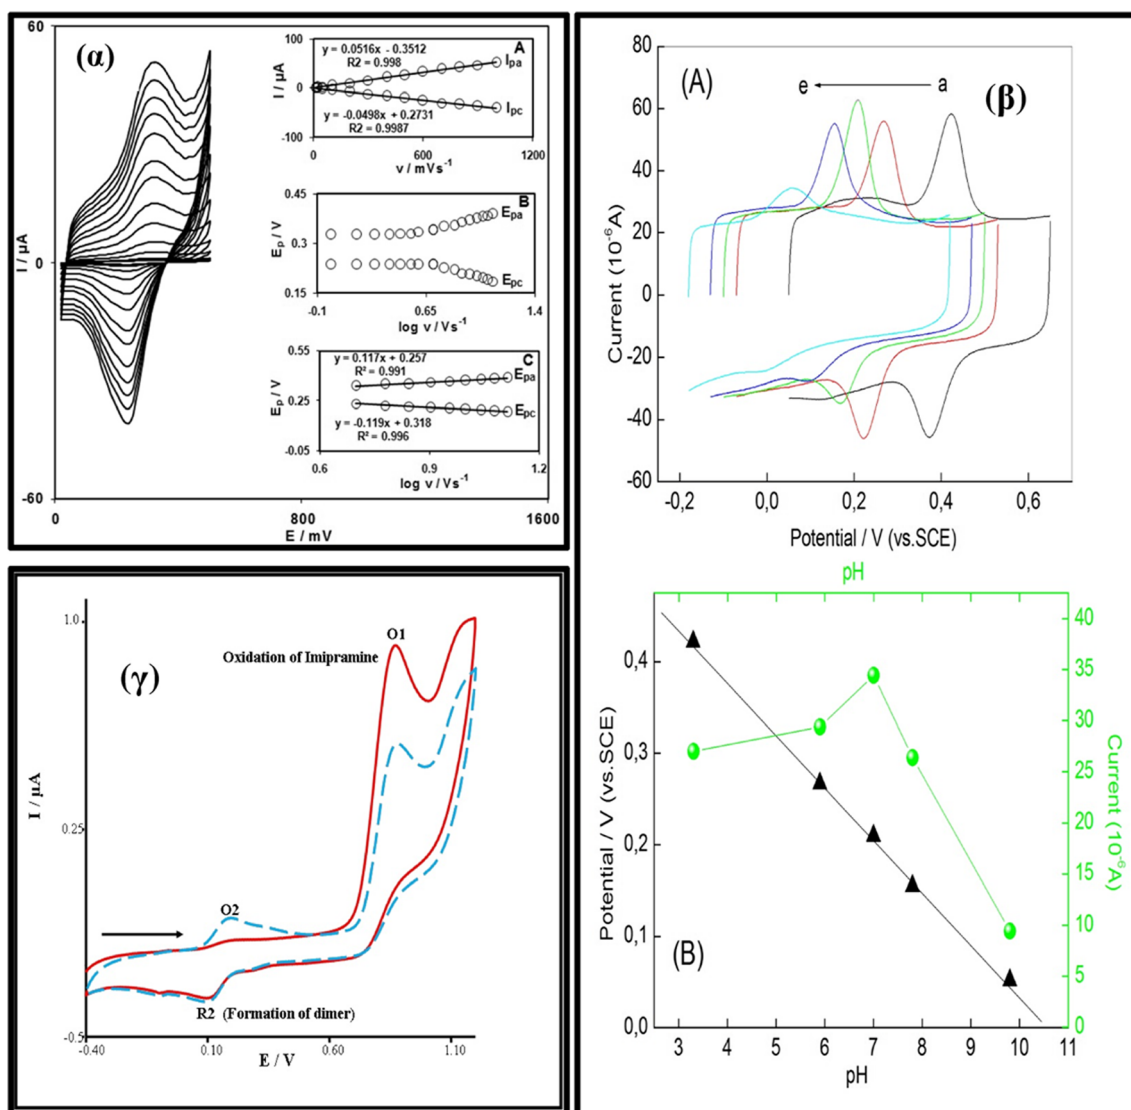 (α)
60
0
-60
I / µA
0
800
1600
E / mV
A
100
0
-100
I / µA
y = 0.0516x - 0.3512
R2 = 0.998
Ipa
Ipc
y = -0.0498x + 0.2731
R2 = 0.9987
0
600
1200
v / mVs-1
B
0.45
0.3
0.15
Ep / V
Epa
Epc
-0.1
0.65
1.4
log v / Vs-1
C
0.55
0.25
-0.05
Ep / V
y = 0.117x + 0.257
R² = 0.991
Epa
Epc
y = -0.119x + 0.318
R² = 0.996
0.6
0.9
1.2
log v / Vs-1
(γ)
1.0
0.25
-0.5
I / µA
O1
Oxidation of Imipramine
O2
R2 (Formation of dimer)
-0.40
0.10
0.60
1.10
E / V
(A)
e
a
(β)
80
60
40
20
0
-20
-40
-60
Current (10-6A)
-0,2
0,0
0,2
0,4
0,6
Potential / V (vs.SCE)
pH
(B)
0,4
0,3
0,2
0,1
0,0
Potential / V (vs.SCE)
40
35
30
25
20
15
10
5
0
Current (10-6A)
3
4
5
6
7
8
9
10
11
pH